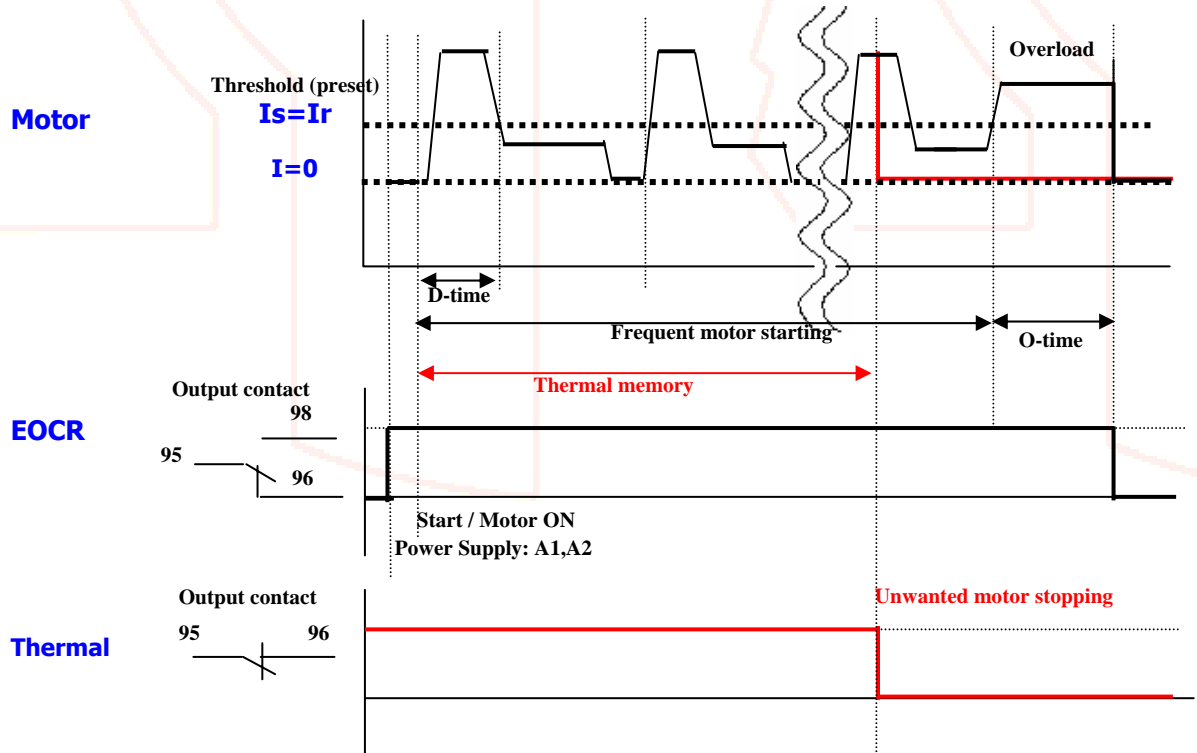 Overload
Threshold (preset)
Motor
Is=Ir
I=0
D-time
Frequent motor starting
O-time
Thermal memory
Output contact
98
EOCR
95
96
Start / Motor ON
Power Supply: A1,A2
Output contact
Unwanted motor stopping
95 96
Thermal